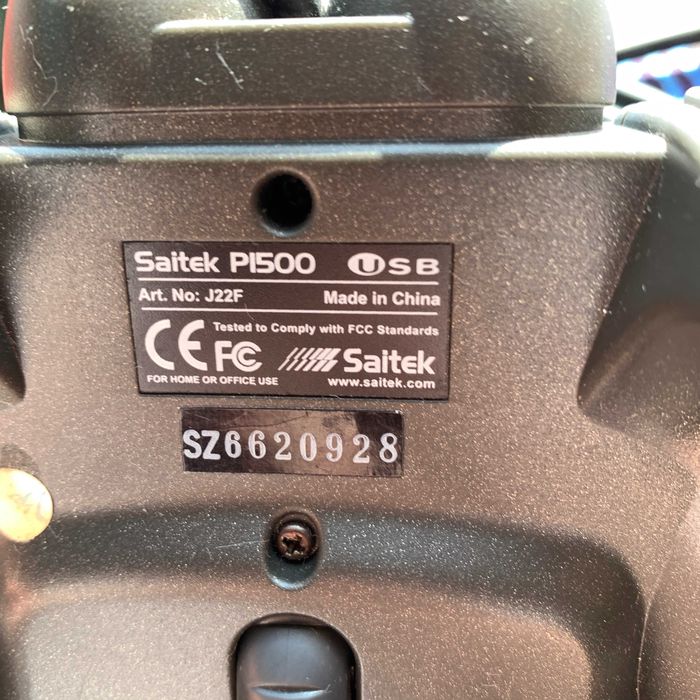 Saitek P1500 USB
Art. No: J22F Made in China
Tested to Comply with FCC Standards
CE FC Saitek
FOR HOME OR OFFICE USE www.saitek.com
SZ6620928